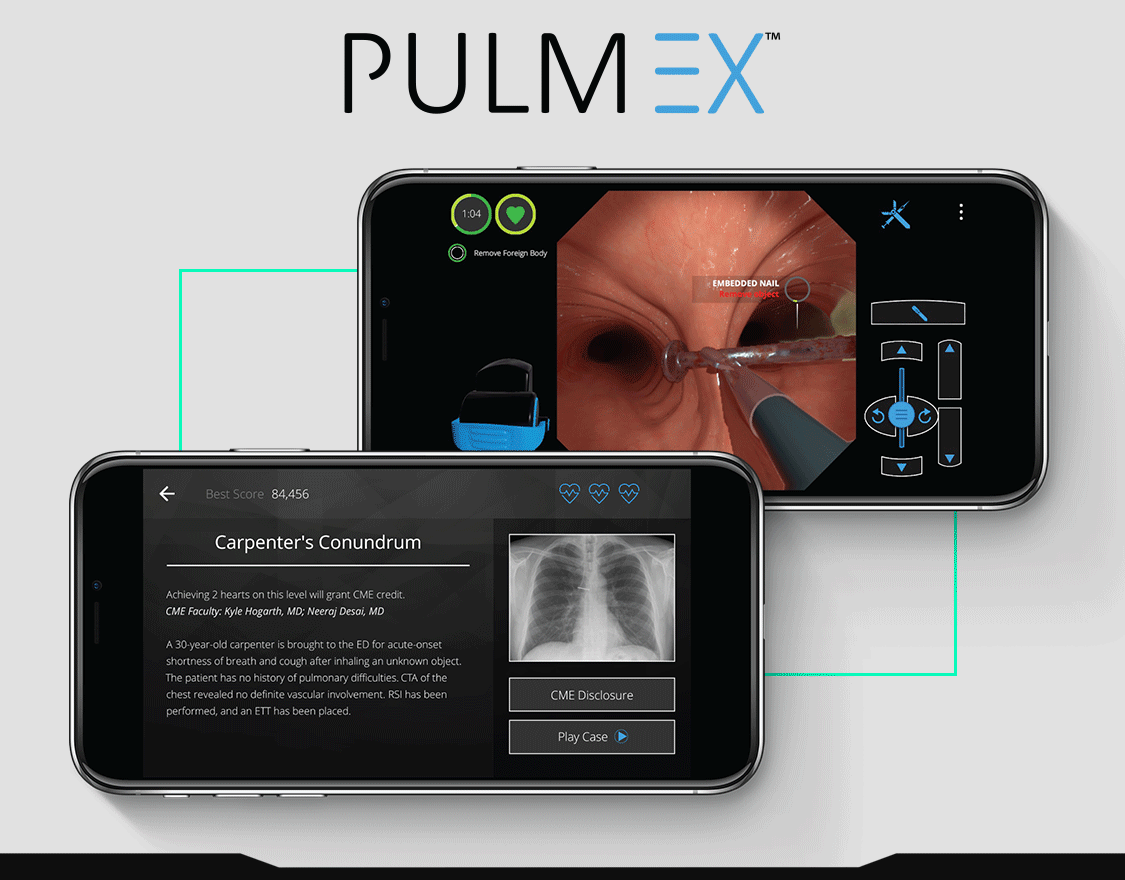 PULMEX™
1:04
Remove Foreign Body
EMBEDDED NAIL
Remove object
Best Score 84,456
Carpenter's Conundrum
Achieving 2 hearts on this level will grant CME credit.
CME Faculty: Kyle Hogarth, MD; Neeraj Desai, MD
A 30-year-old carpenter is brought to the ED for acute-onset
shortness of breath and cough after inhaling an unknown object.
The patient has no history of pulmonary difficulties. CTA of the
chest revealed no definite vascular involvement. RSI has been
performed, and an ETT has been placed.
CME Disclosure
Play Case